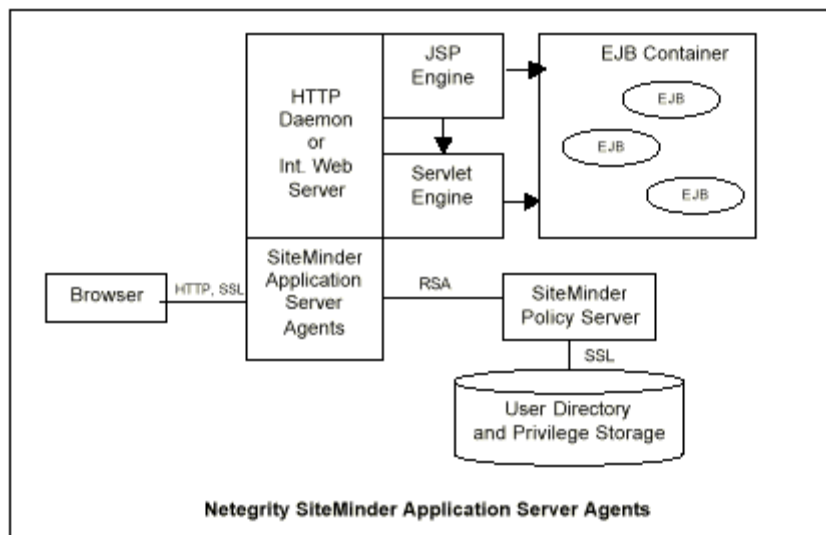 JSP
Engine
EJB Container
HTTP
Daemon
or
Int. Web
Server
EJB
EJB
Servlet
Engine
EJB
SiteMinder
Application
Server
Agents
Browser
HTTP, SSL
RSA
SiteMinder
Policy Server
SSL
User Directory
and Privilege Storage
Netegrity SiteMinder Application Server Agents